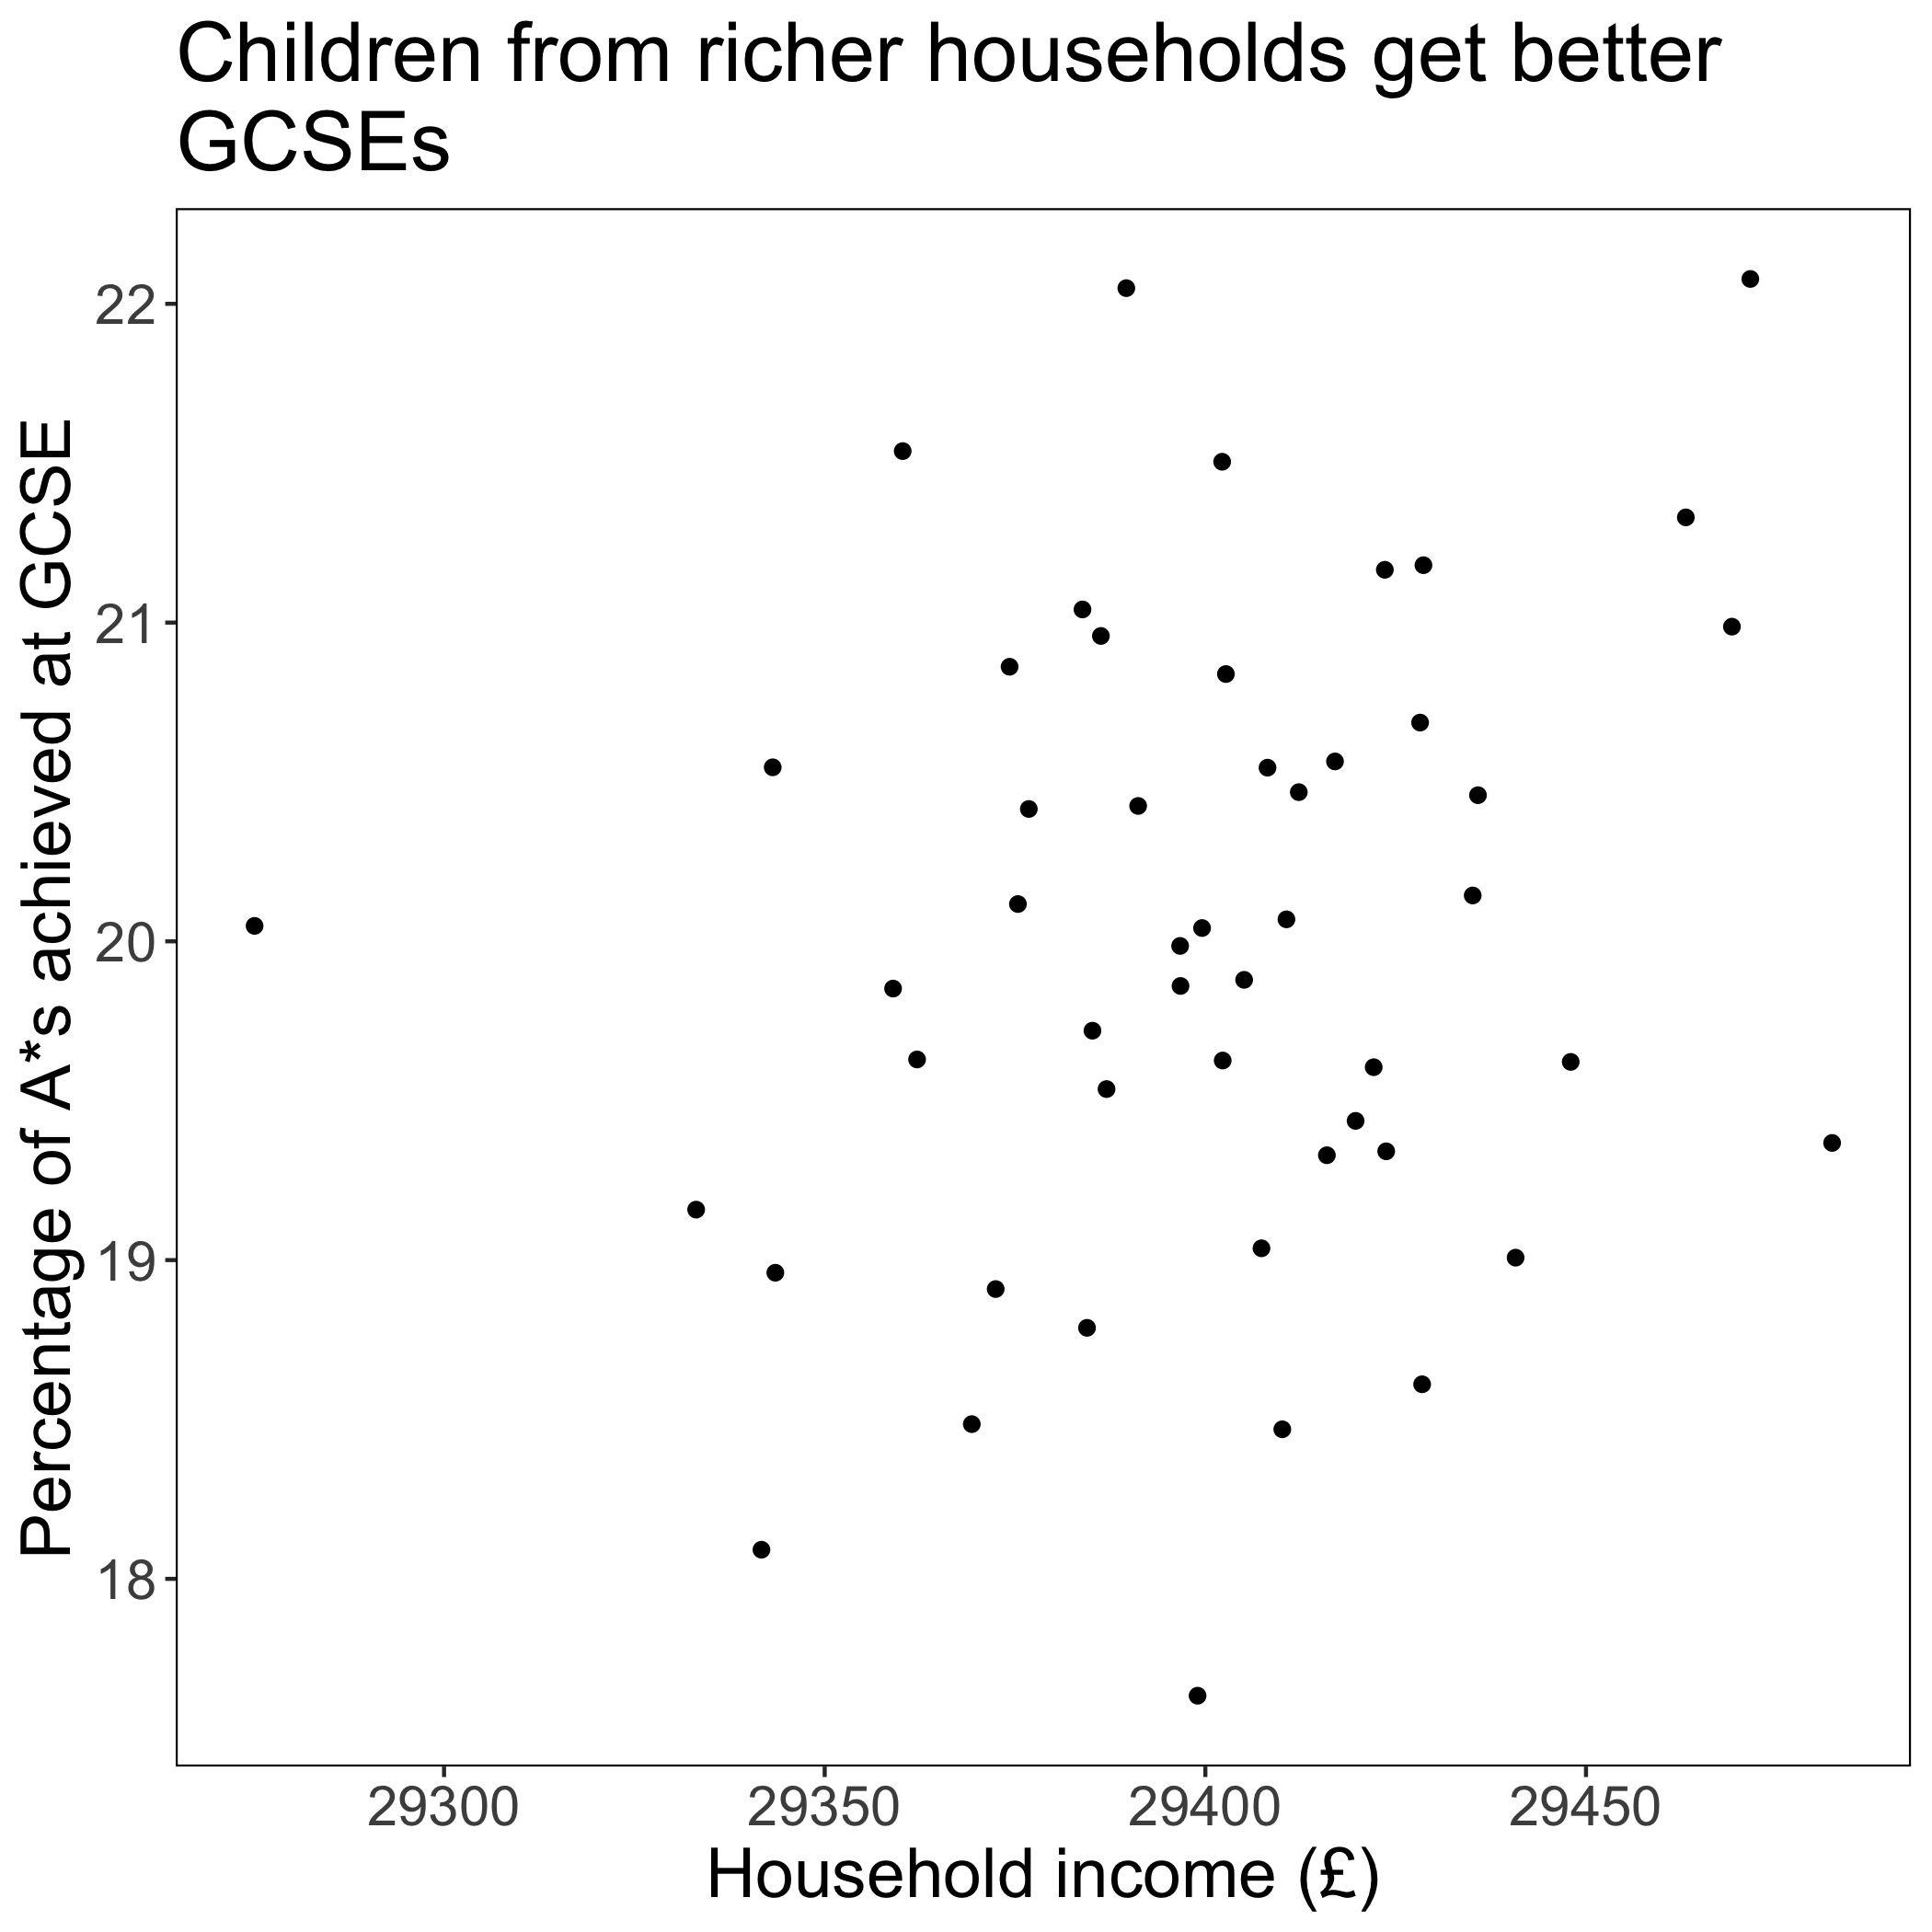 Children from richer households get better
GCSEs
Percentage of A*s achieved at GCSE
22
21
20
19
18
29300
29350
29400
29450
Household income (£)